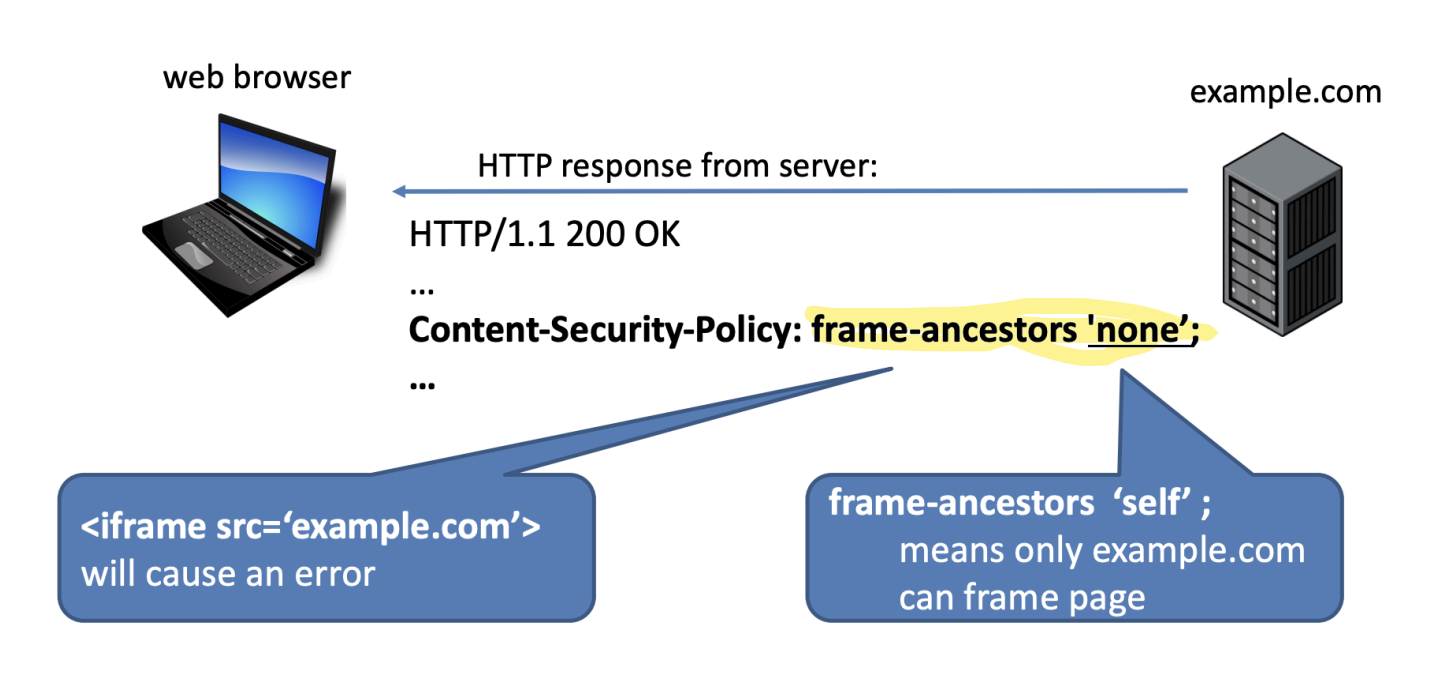 web browser
example.com
HTTP response from server:
HTTP/1.1 200 OK
...
Content-Security-Policy: frame-ancestors 'none’;
...
<iframe src=‘example.com’>
will cause an error
frame-ancestors ‘self’ ;
means only example.com
can frame page